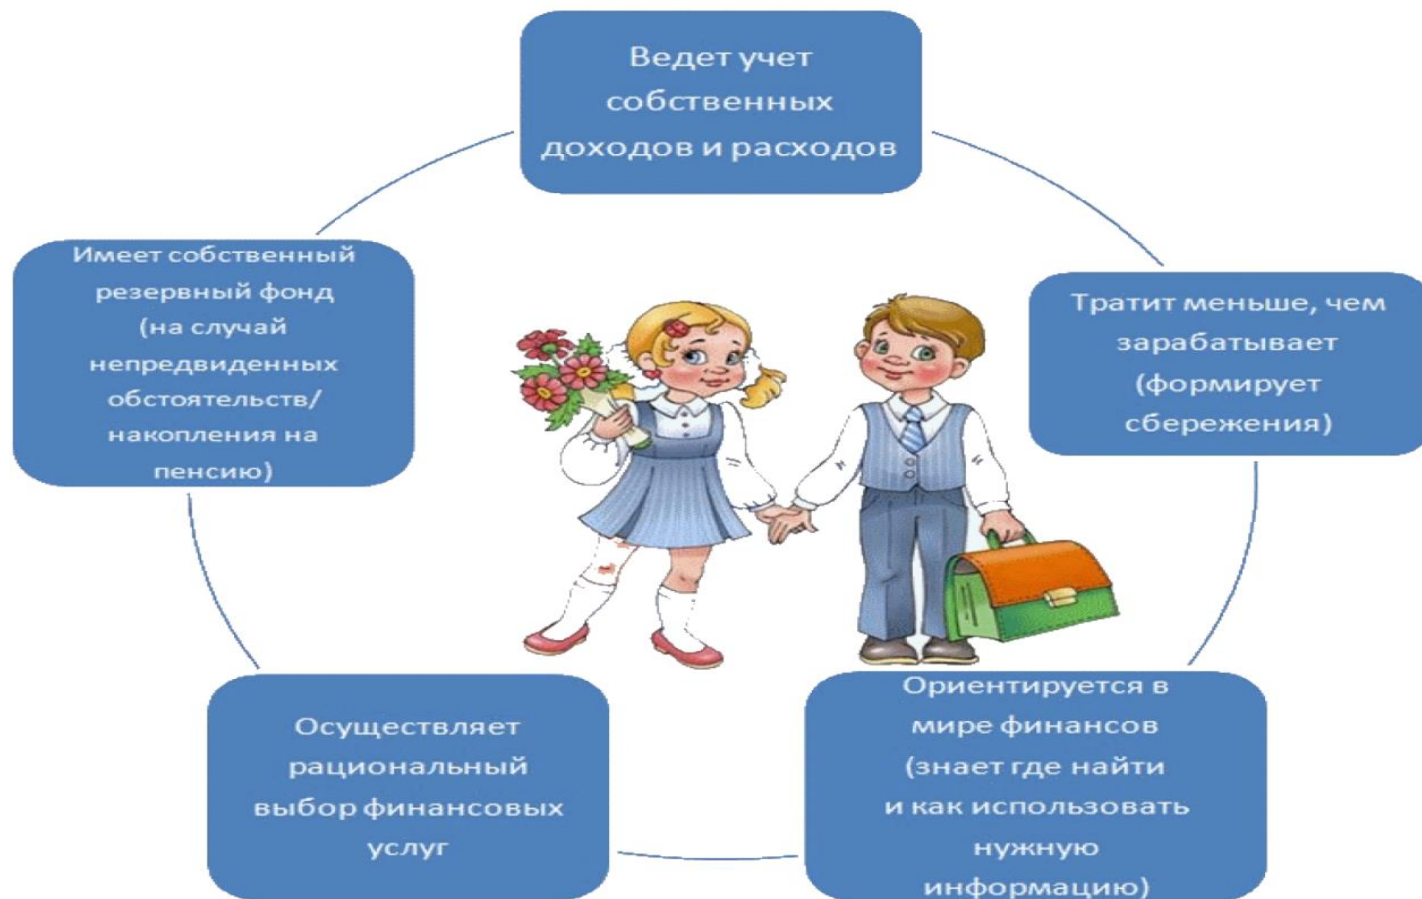 Ведет учет
собственных
доходов и расходов
Тратит меньше, чем
зарабатывает
(формирует
сбережения)
Ориентируется в
мире финансов
(знает где найти
и как использовать
нужную
информацию)
Осуществляет
рациональный
выбор финансовых
услуг
Имеет собственный
резервный фонд
(на случай
непредвиденных
обстоятельств/
накопления на
пенсию)